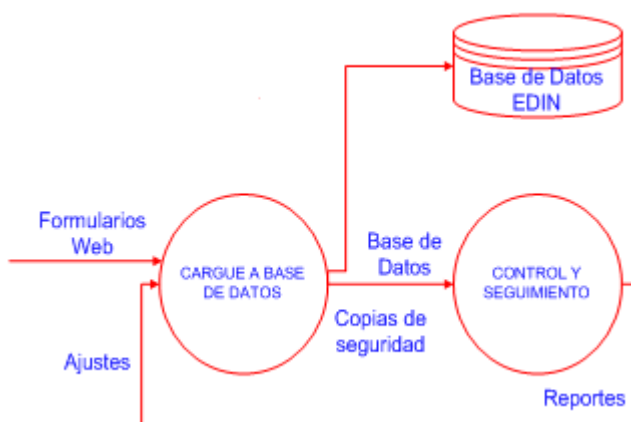 Base de Datos
EDIN
Formularios
Web
CARGUE A BASE
DE DATOS
Base de
Datos
CONTROL Y
SEGUIMIENTO
Copias de
seguridad
Ajustes
Reportes